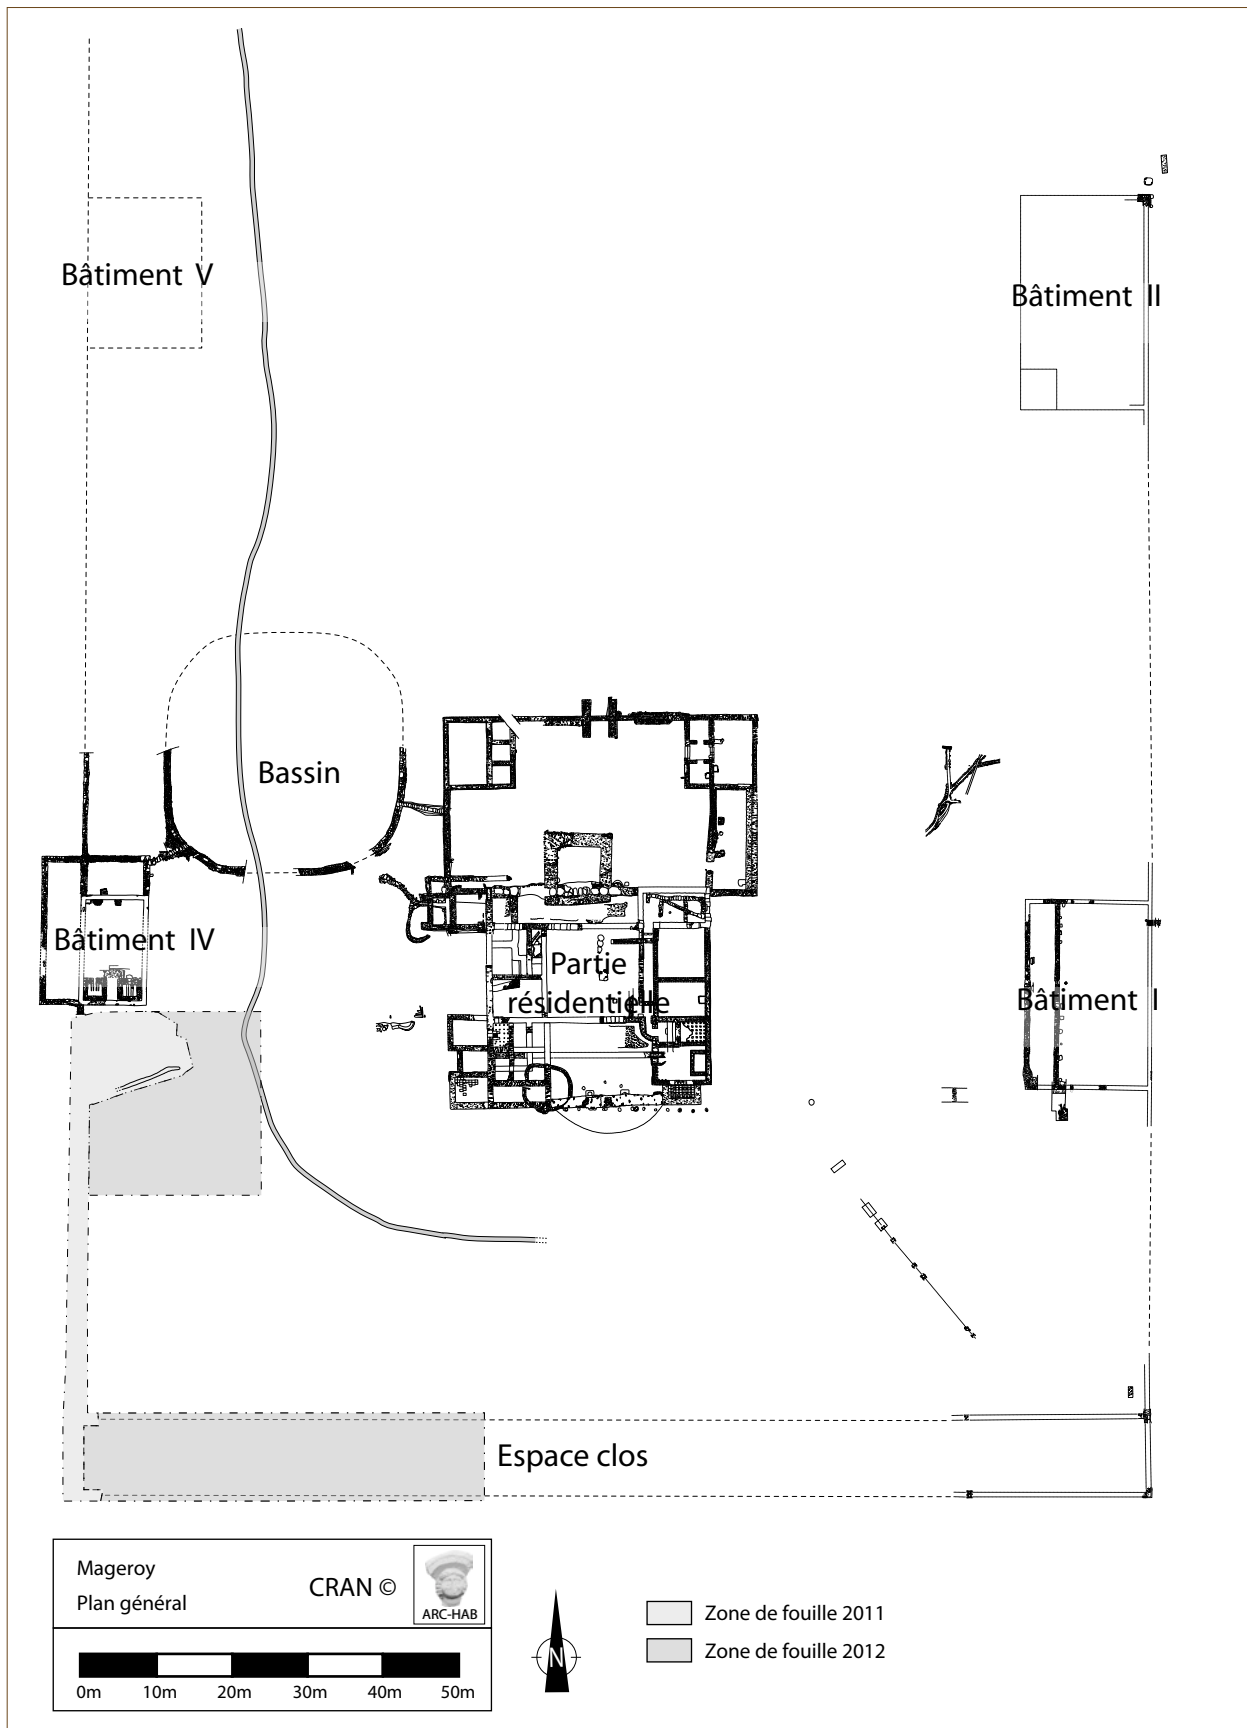 Bâtiment V
Bâtiment II
Bassin
Bâtiment IV
Partie
résidentielle
Bâtiment I
Espace clos
Mageroy
Plan général
CRAN ©
ARC-HAB
0m 10m 20m 30m 40m 50m
N
Zone de fouille 2011
Zone de fouille 2012